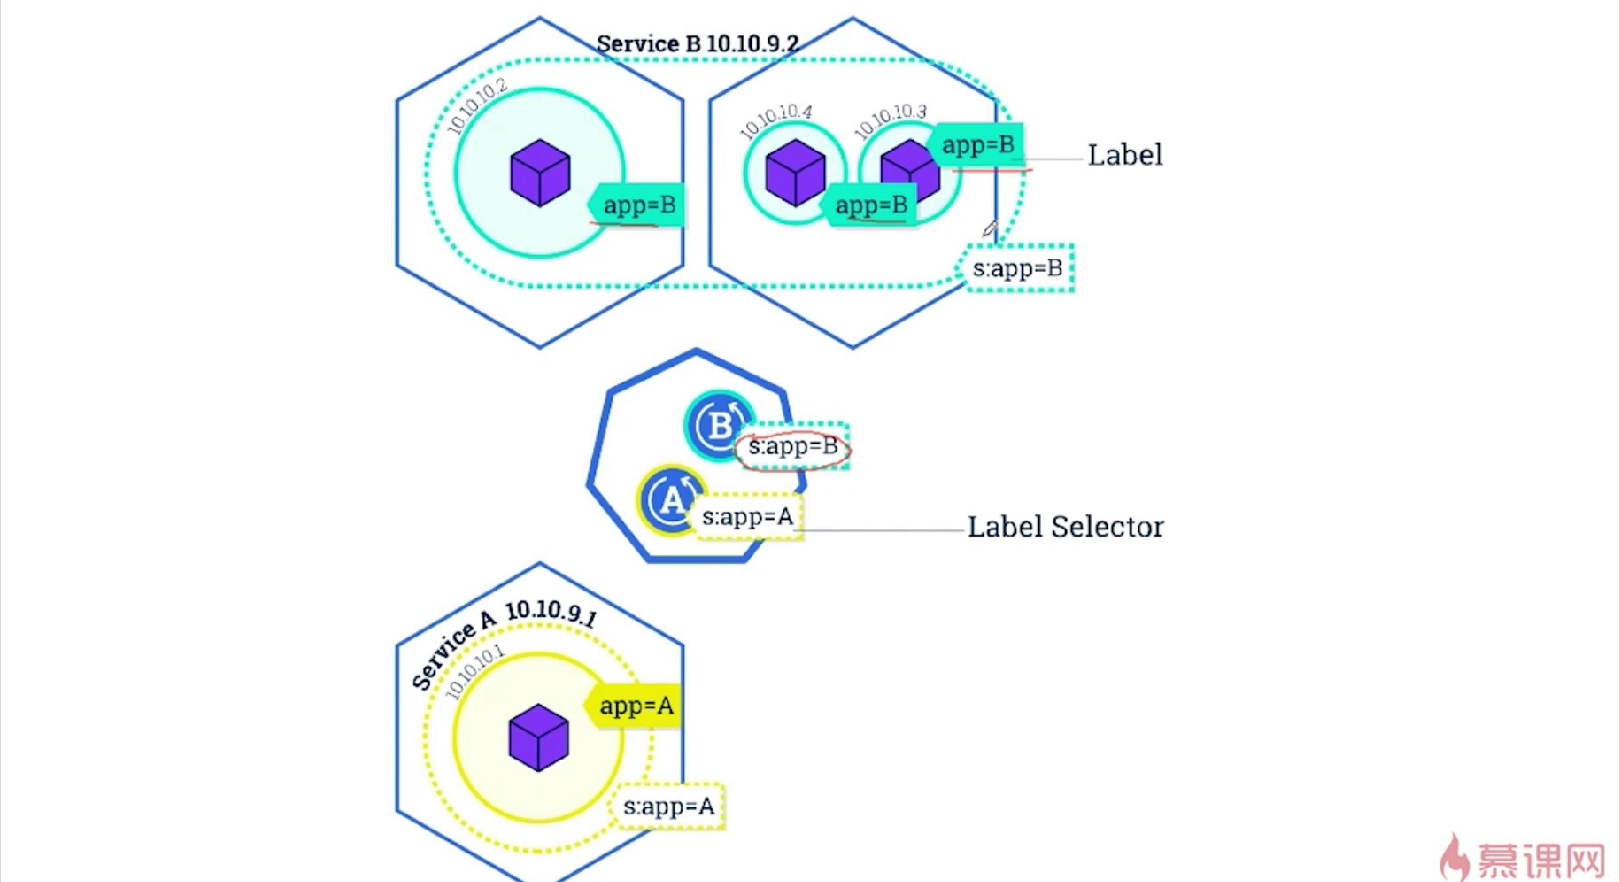 Service B 10.10.9.2
10.10.10.2
10.10.10.4
10.10.10.3
app=B
Label
app=B
app=B
s:app=B
B
s:app=B
A
s:app=A
Label Selector
Service A 10.10.9.1
10.10.10.1
app=A
s:app=A
慕课网